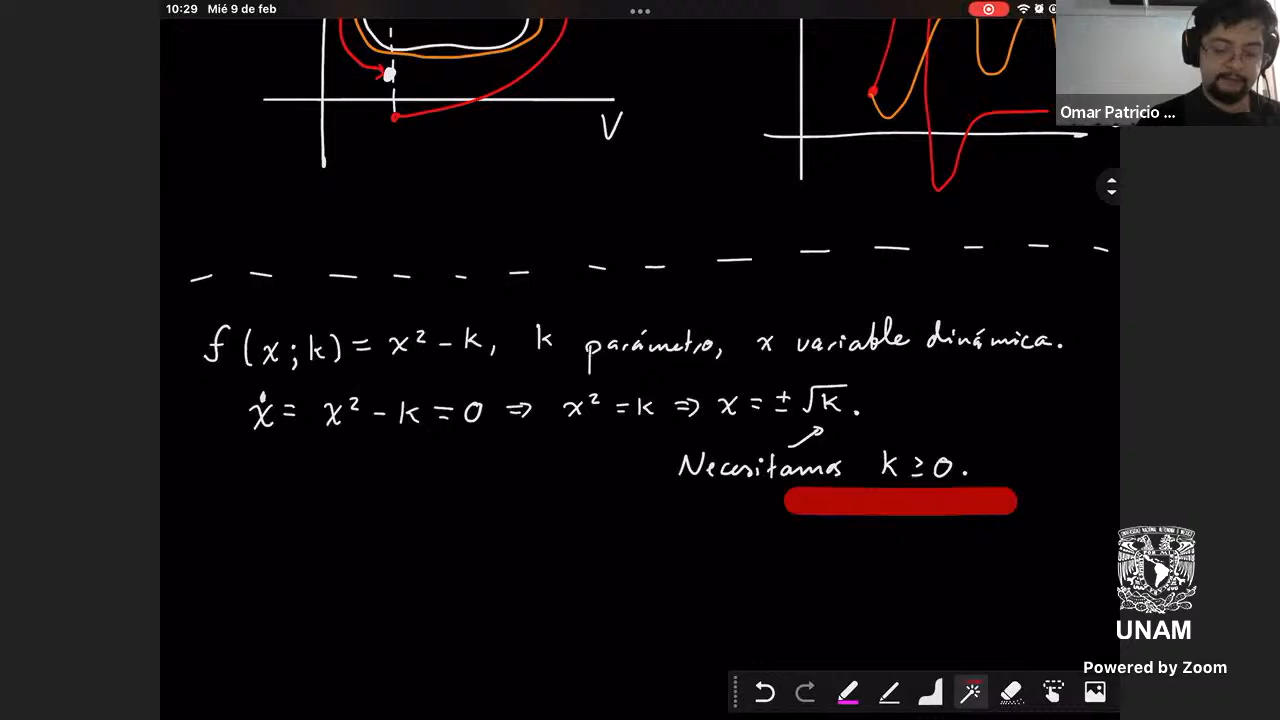 10:29 Mié 9 de feb
Omar Patricio ...
V
f(x;k) = x² - k, k parámetro, x variable dinámica.
ẋ = x² - k = 0 ⇒ x² = k ⇒ x = ± √k.
Necesitamos k ≥ 0.
UNAM
Powered by Zoom